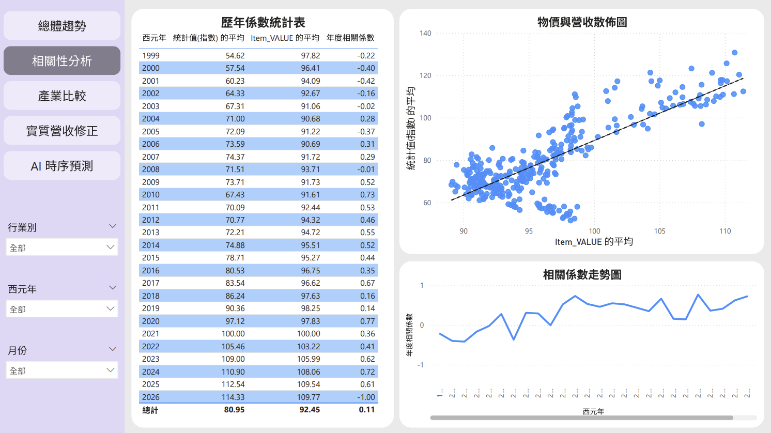 總體趨勢
相關性分析
產業比較
實質營收修正
AI 時序預測
行業別
全部
西元年
全部
月份
全部
歷年係數統計表
西元年 統計值(指數) 的平均 Item_VALUE 的平均 年度相關係數
1999 54.62 97.82 -0.22
2000 57.54 96.41 -0.40
2001 60.23 94.09 -0.42
2002 64.33 92.67 -0.16
2003 67.31 91.06 -0.02
2004 71.00 90.68 0.28
2005 72.09 91.22 0.37
2006 73.59 90.69 0.31
2007 74.37 91.72 0.29
2008 71.51 93.71 -0.01
2009 73.71 91.73 0.52
2010 67.43 91.61 0.73
2011 70.09 92.44 0.53
2012 70.77 94.32 0.46
2013 72.21 94.72 0.55
2014 74.88 95.51 0.52
2015 78.71 95.27 0.44
2016 80.53 96.75 0.35
2017 83.54 96.62 0.67
2018 86.24 97.63 0.16
2019 90.36 98.25 0.14
2020 97.12 97.83 0.77
2021 100.00 100.00 0.36
2022 105.46 103.22 0.41
2023 109.00 105.99 0.62
2024 110.90 108.06 0.72
2025 112.54 109.54 0.61
2026 114.33 109.77 -1.00
總計 80.95 92.45 0.11
物價與營收散佈圖
統計值(指數) 的平均
140
120
100
80
60
90 95 100 105 110
Item_VALUE 的平均
相關係數走勢圖
年度相關係數
1
0
-1
1... 2... 2... 2... 2... 2... 2... 2... 2... 2... 2... 2... 2... 2... 2... 2... 2... 2... 2... 2... 2... 2... 2... 2... 2... 2...
西元年